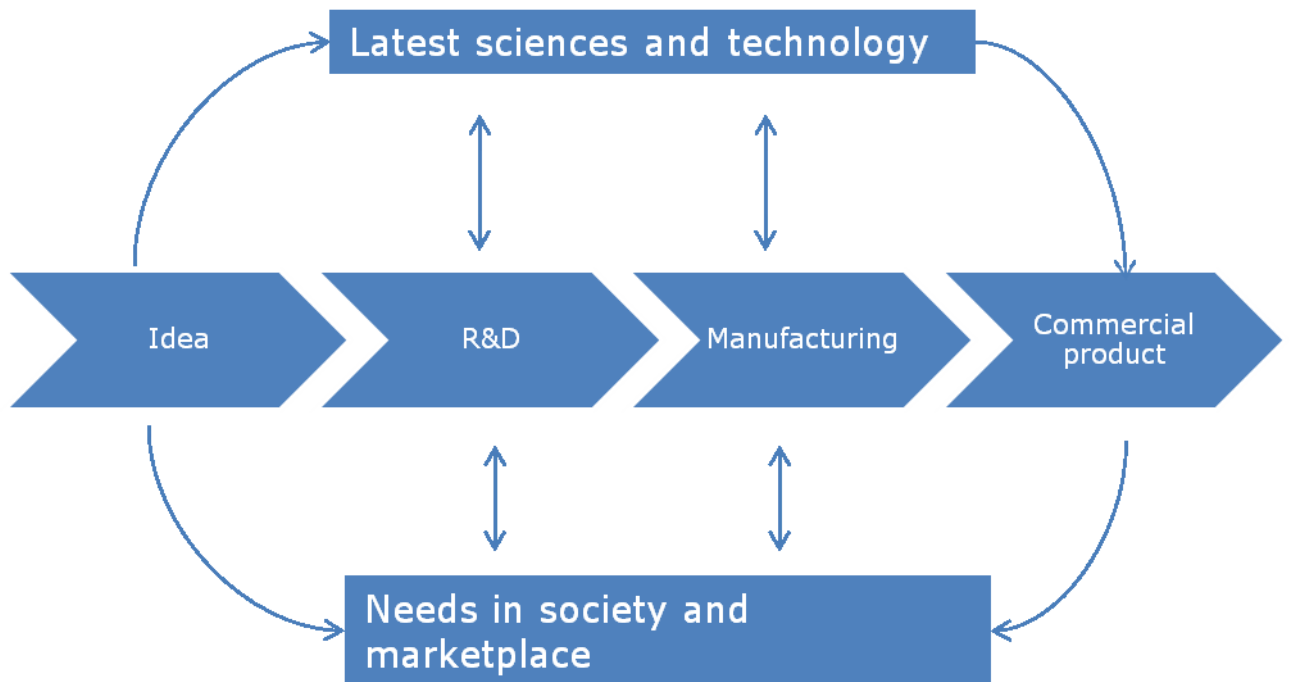 Latest sciences and technology
Idea
R&D
Manufacturing
Commercial
product
Needs in society and
marketplace